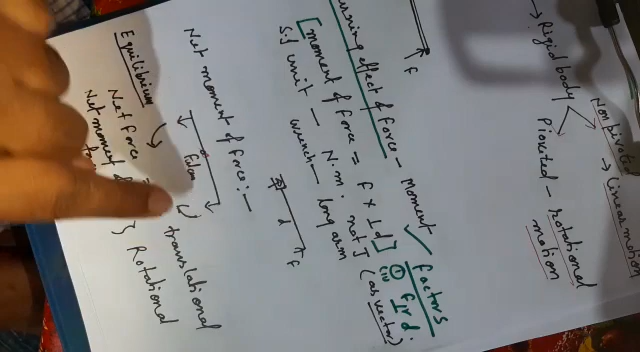 → Rigid body
Non pivoted → Linear motion
Pivoted - rotational
motion
F
Turning effect of force - Moment
✓ factors
[moment of force = F × ⊥d] (i) F
(ii) ⊥ d.
S.I unit - N.m. not J (as vector)
wrench - long arm
d F
Net moment of force :-
Equilibrium
Net force
translational
Net moment
} Rotational